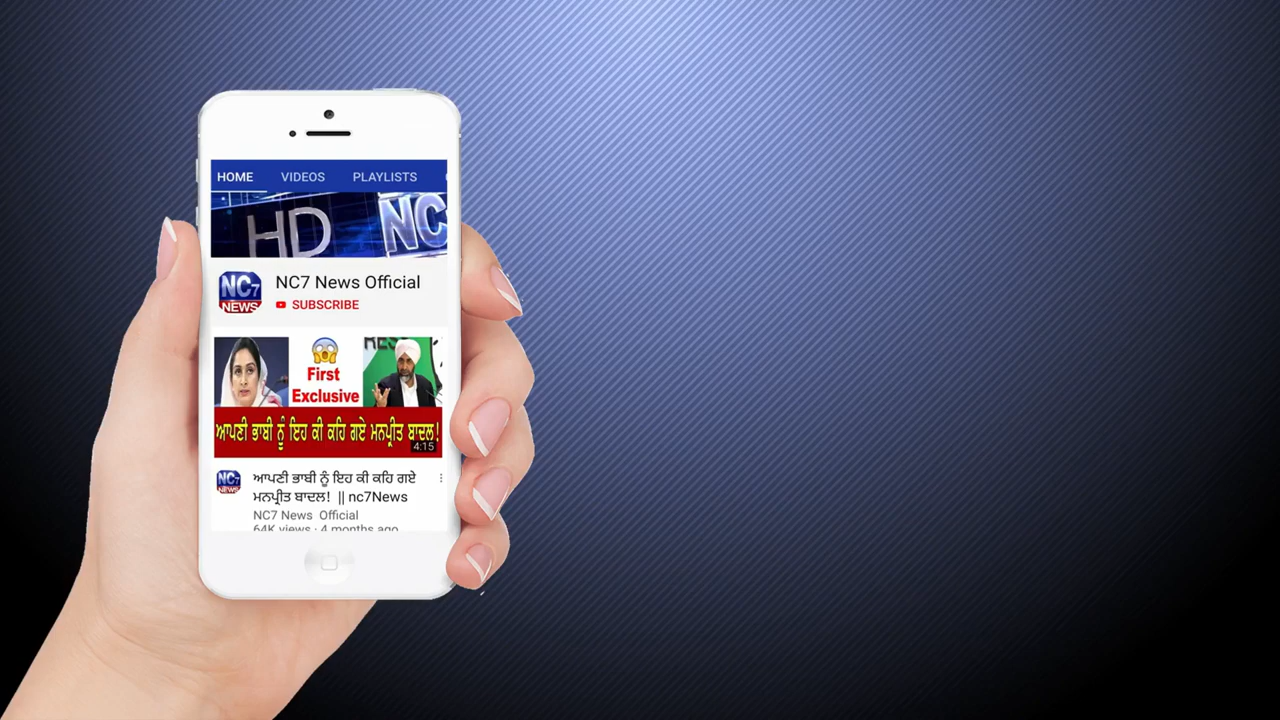 HOME VIDEOS PLAYLISTS
HD NC7
NC7 News Official
NC7
NEWS
SUBSCRIBE
First
Exclusive
ਆਪਣੀ ਭਾਬੀ ਨੂੰ ਇਹ ਕੀ ਕਹਿ ਗਏ ਮਨਪ੍ਰੀਤ ਬਾਦਲ!
4:15
NC7
NEWS
ਆਪਣੀ ਭਾਬੀ ਨੂੰ ਇਹ ਕੀ ਕਹਿ ਗਏ
ਮਨਪ੍ਰੀਤ ਬਾਦਲ! || nc7News
NC7 News Official
64K views · 4 months ago